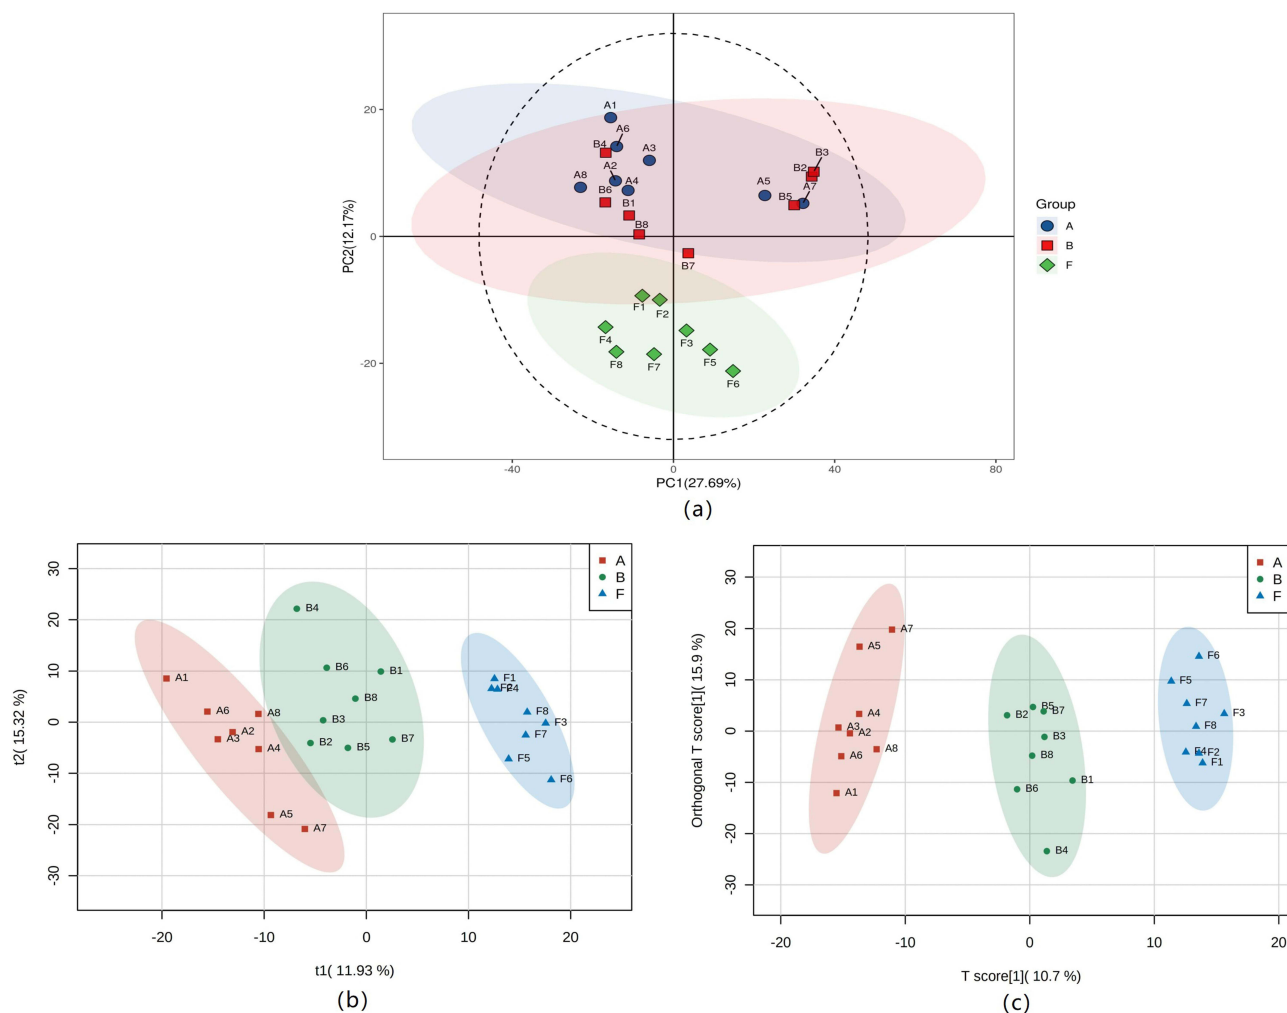 A1
A6
B4
A3
B3
A2
B2
A8
A4
A5
A7
B6
B5
B1
B8
B7
F1
F2
F4
F3
F8
F7
F5
F6
20
0
-20
-40
0
40
80
PC2(12.17%)
PC1(27.69%)
Group
A
B
F
(a)
30
20
10
0
-10
-20
-30
t2( 15.32 %)
A
B
F
B4
B6
B1
A1
F1
F2
F4
A6
A8
B8
F8
B3
F3
A2
A3
F7
B2
A4
B5
B7
F5
F6
A5
A7
-20
-10
0
10
20
t1( 11.93 %)
(b)
30
20
10
0
-10
-20
-30
Orthogonal T score[1]( 15.9 %)
A
B
F
A7
A5
F6
F5
B5
F7
A4
B2
B7
F3
A3
F8
A2
B3
A8
F4
F2
A6
B8
F1
B1
B6
A1
B4
-20
-10
0
10
20
T score[1]( 10.7 %)
(c)